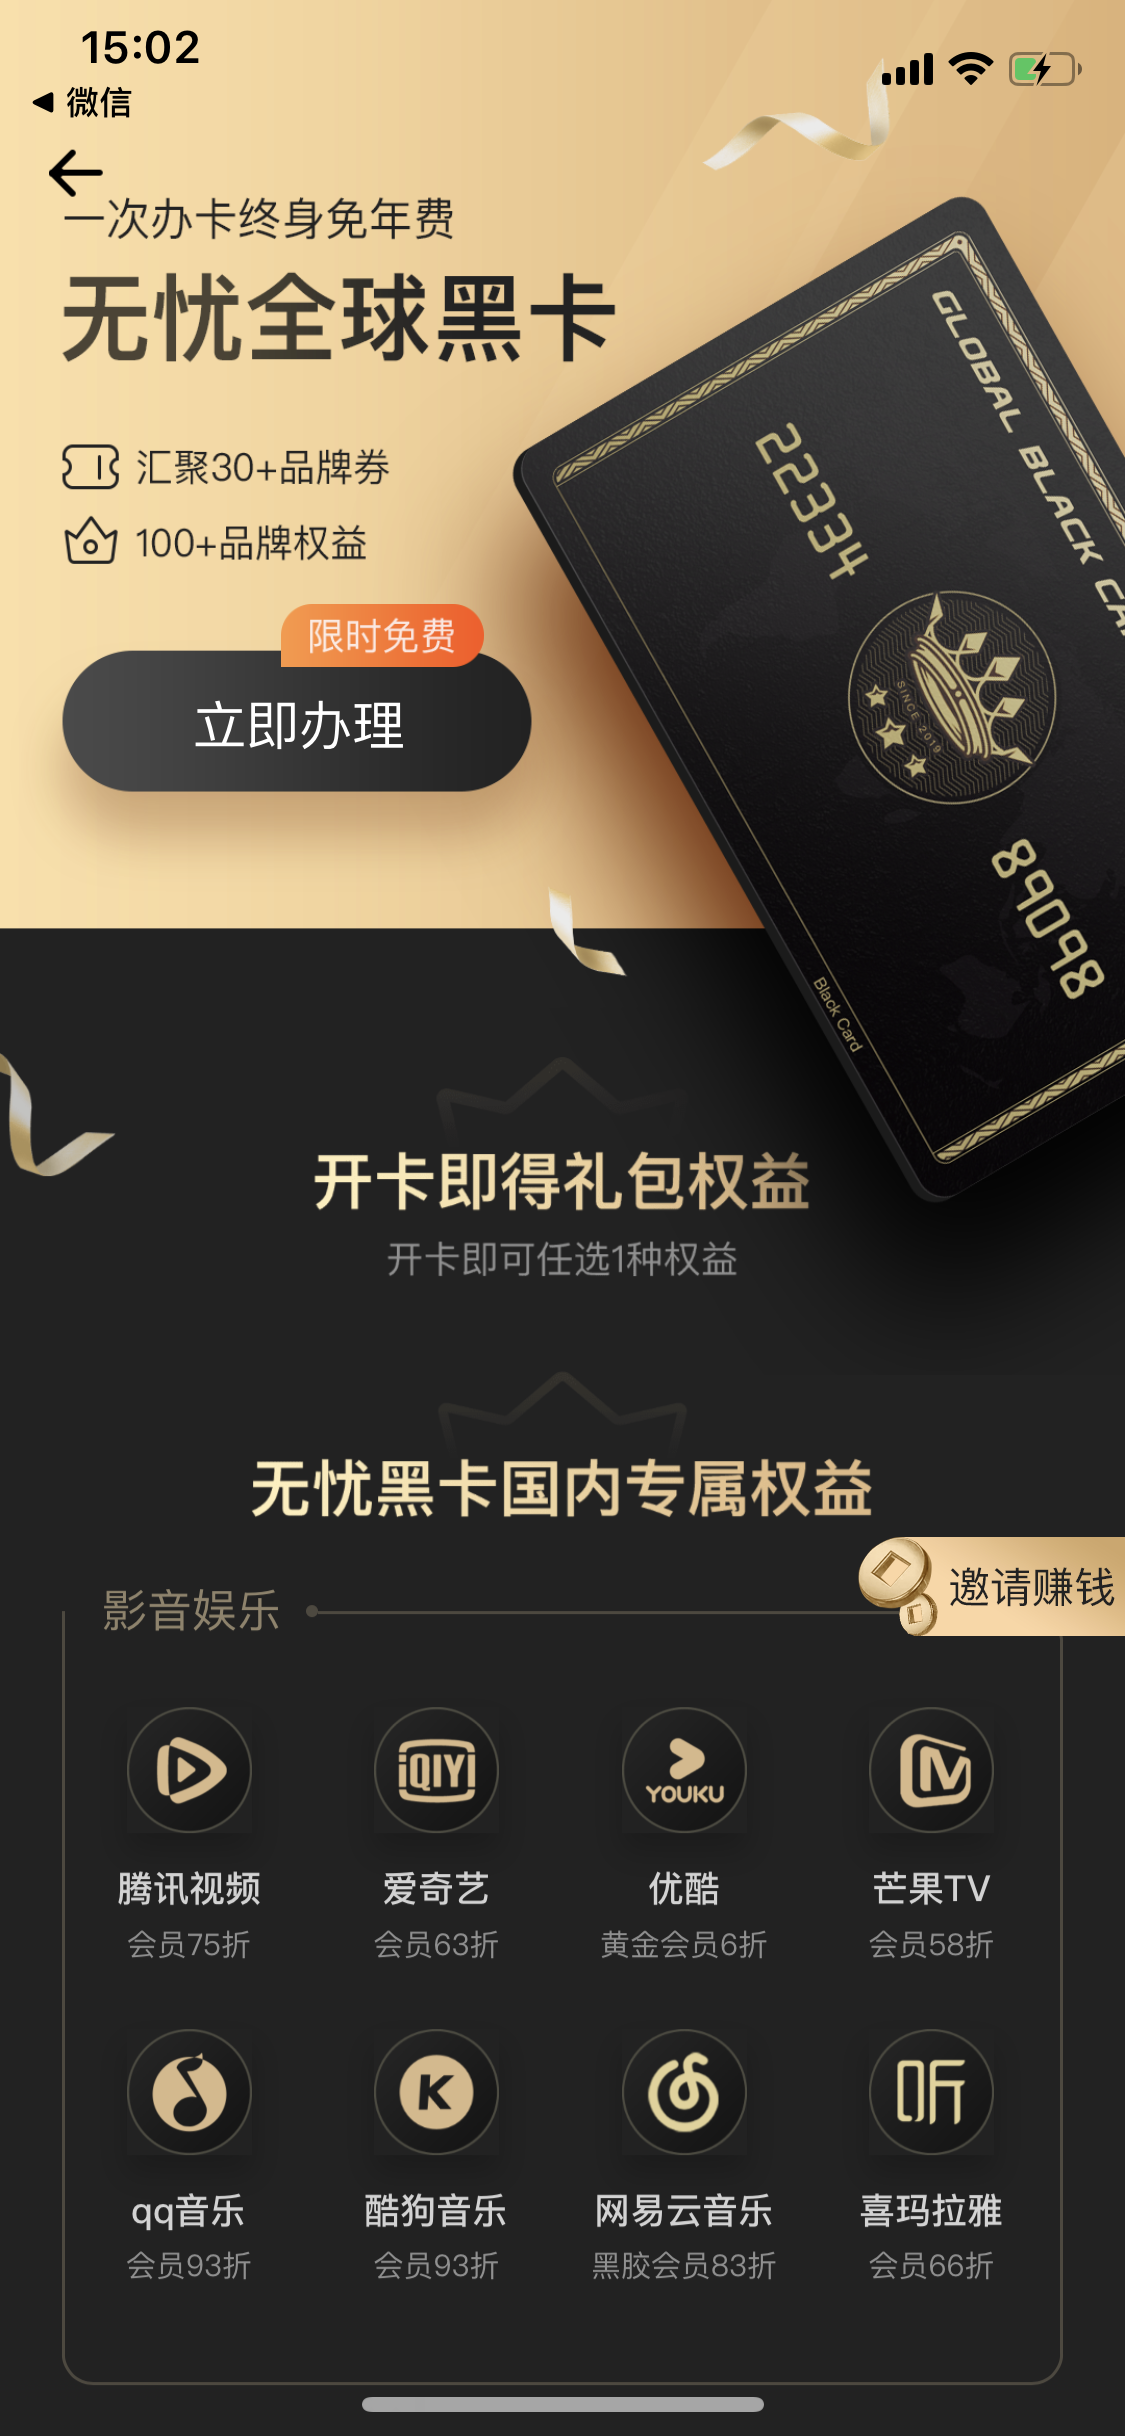 15:02
微信
一次办卡终身免年费
无忧全球黑卡
汇聚30+品牌券
100+品牌权益
限时免费
立即办理
GLOBAL BLACK CA
22334
SINCE 2019
89098
Black Card
开卡即得礼包权益
开卡即可任选1种权益
无忧黑卡国内专属权益
邀请赚钱
影音娱乐
iQIYI
YOUKU
腾讯视频
爱奇艺
优酷
芒果TV
会员75折
会员63折
黄金会员6折
会员58折
K
听
qq音乐
酷狗音乐
网易云音乐
喜玛拉雅
会员93折
会员93折
黑胶会员83折
会员66折